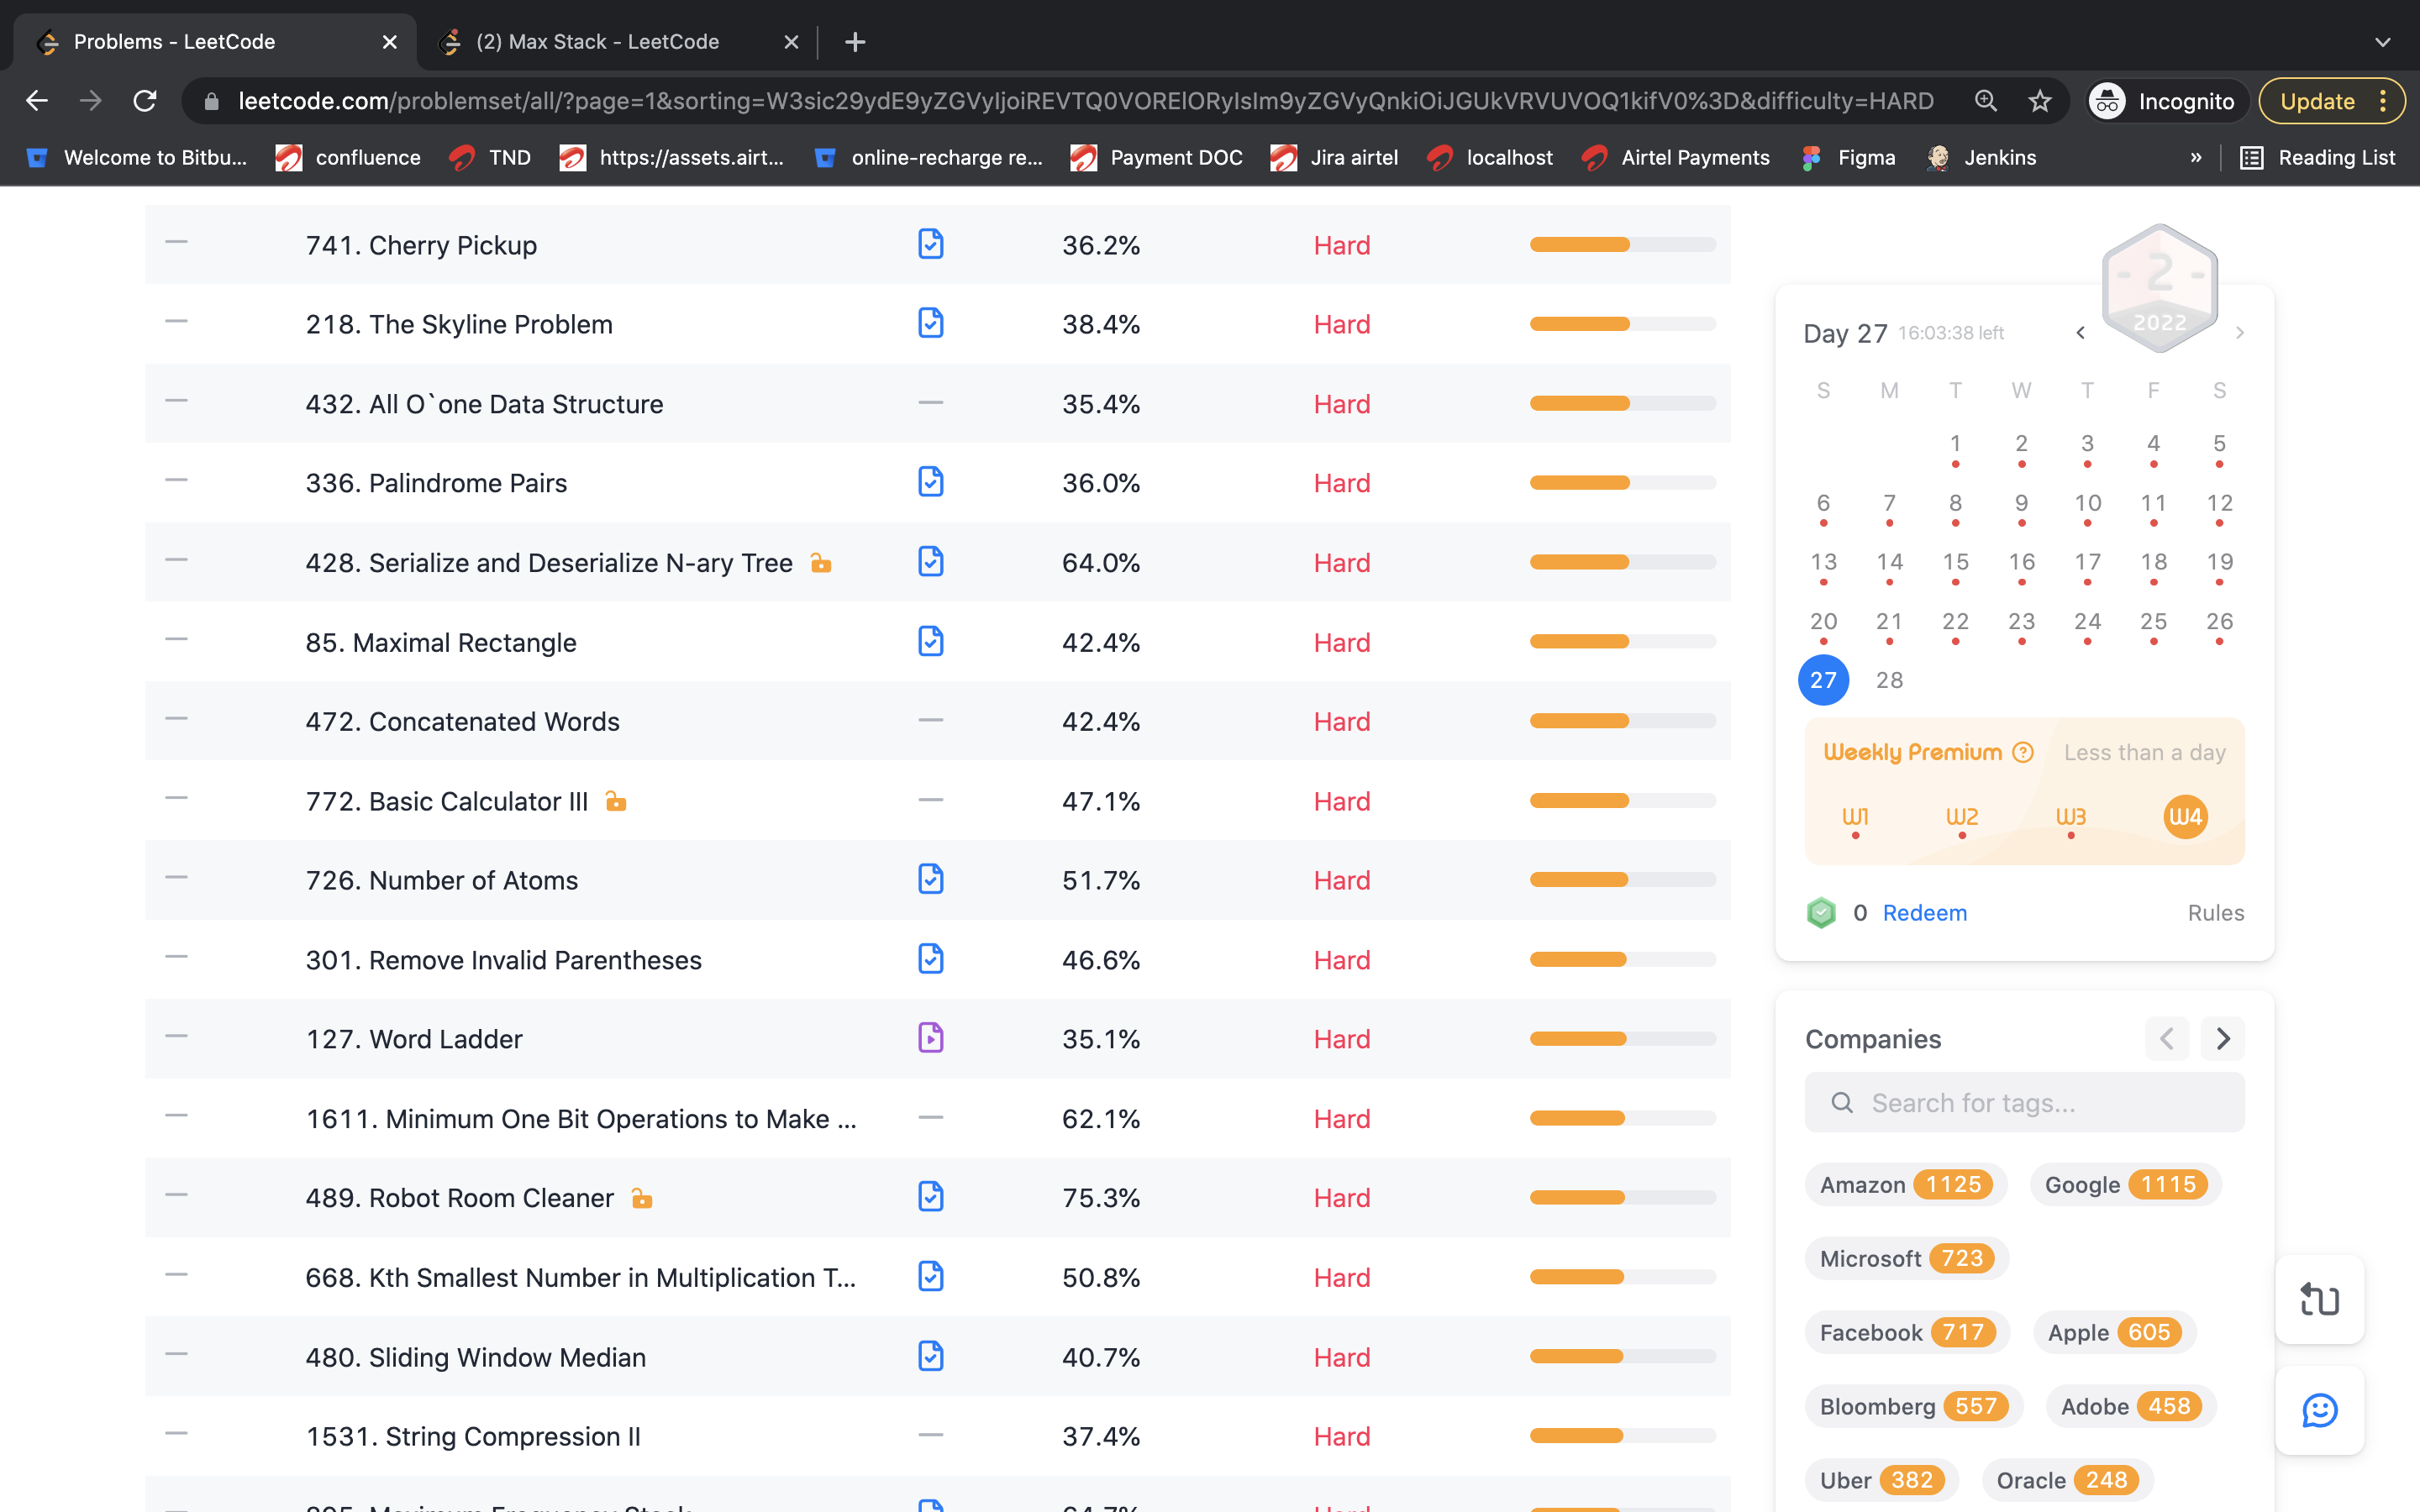 Problems - LeetCode
(2) Max Stack - LeetCode
leetcode.com/problemset/all/?page=1&sorting=W3sic29ydE9yZGVyIjoiREVTQ0VORElORyIsIm9yZGVyQnkiOiJGUkVRVUVOQ1kifV0%3D&difficulty=HARD
Incognito
Update
Welcome to Bitbu...
confluence
TND
https://assets.airt...
online-recharge re...
Payment DOC
Jira airtel
localhost
Airtel Payments
Figma
Jenkins
»
Reading List
741. Cherry Pickup 36.2% Hard
218. The Skyline Problem 38.4% Hard
432. All O`one Data Structure 35.4% Hard
336. Palindrome Pairs 36.0% Hard
428. Serialize and Deserialize N-ary Tree 64.0% Hard
85. Maximal Rectangle 42.4% Hard
472. Concatenated Words 42.4% Hard
772. Basic Calculator III 47.1% Hard
726. Number of Atoms 51.7% Hard
301. Remove Invalid Parentheses 46.6% Hard
127. Word Ladder 35.1% Hard
1611. Minimum One Bit Operations to Make ... 62.1% Hard
489. Robot Room Cleaner 75.3% Hard
668. Kth Smallest Number in Multiplication T... 50.8% Hard
480. Sliding Window Median 40.7% Hard
1531. String Compression II 37.4% Hard
- 2 -
2022
Day 27 16:03:38 left
S M T W T F S
1 2 3 4 5
6 7 8 9 10 11 12
13 14 15 16 17 18 19
20 21 22 23 24 25 26
27 28
Weekly Premium Less than a day
W1 W2 W3 W4
0 Redeem Rules
Companies
Search for tags...
Amazon 1125 Google 1115
Microsoft 723
Facebook 717 Apple 605
Bloomberg 557 Adobe 458
Uber 382 Oracle 248